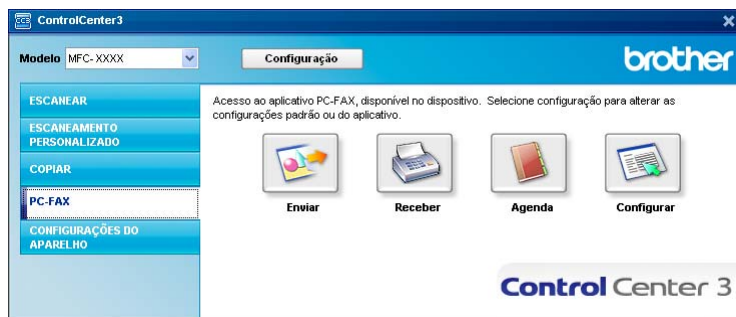 CC3 ControlCenter3
Modelo MFC-XXXX
Configuração
brother
ESCANEAR
ESCANEAMENTO
PERSONALIZADO
COPIAR
PC-FAX
CONFIGURAÇÕES DO
APARELHO
Acesso ao aplicativo PC-FAX, disponível no dispositivo. Selecione configuração para alterar as
configurações padrão ou do aplicativo.
Enviar
Receber
Agenda
Configurar
Control Center 3